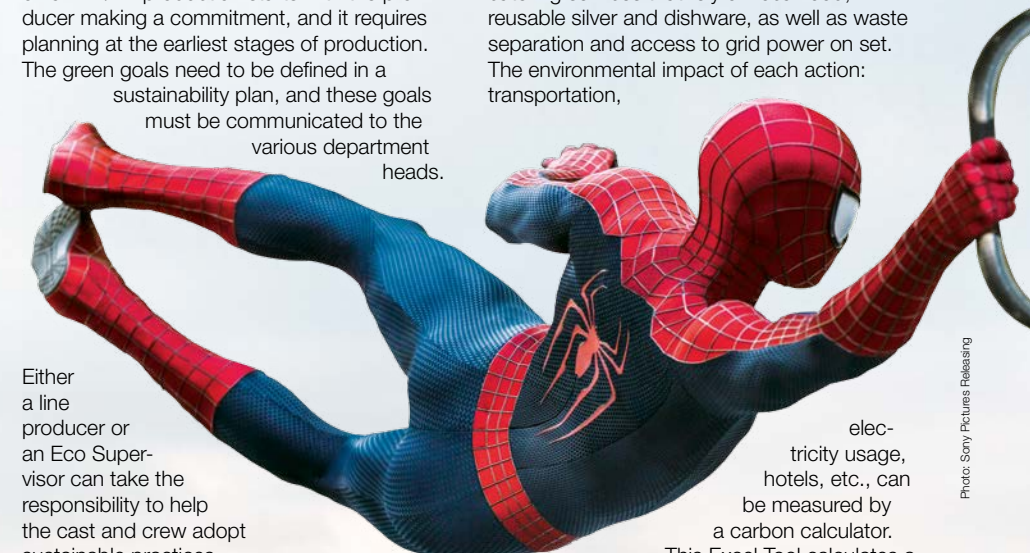 ducer making a commitment, and it requires
planning at the earliest stages of production.
The green goals need to be defined in a
sustainability plan, and these goals
must be communicated to the
various department
heads.
Either
a line
producer or
an Eco Super-
visor can take the
responsibility to help
the cast and crew adopt
reusable silver and dishware, as well as waste
separation and access to grid power on set.
The environmental impact of each action:
transportation,
elec-
tricity usage,
hotels, etc., can
be measured by
a carbon calculator.
This Excel Tool calculates a
Photo: Sony Pictures Releasing